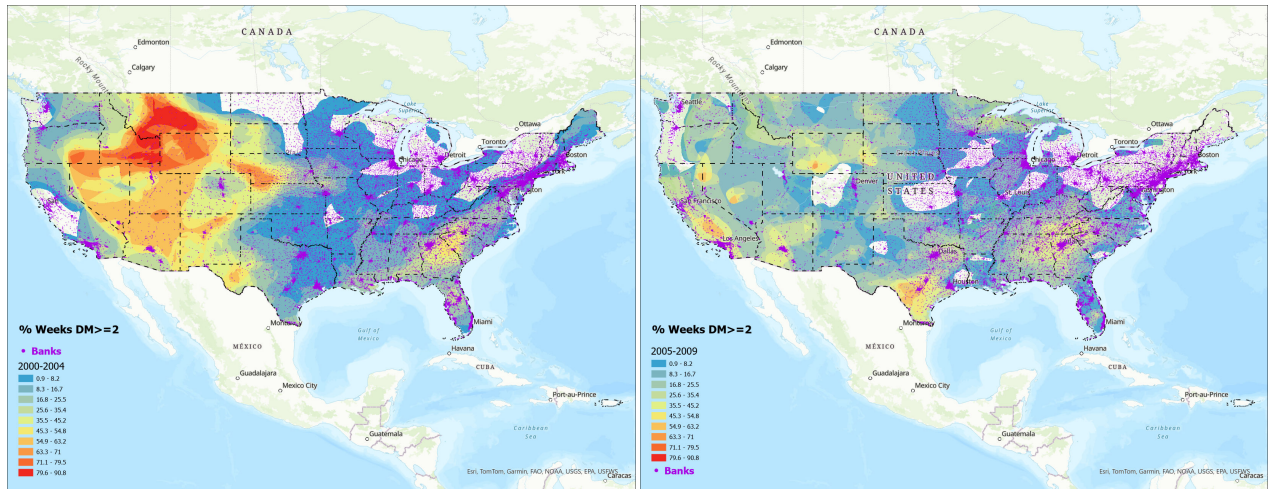 CANADA
Edmonton
Calgary
Rocky Mount
Lake
Superior
Ottawa
Toronto
Chicago
Detroit
Boston
Miami
Monterrey
Gulf of
Mexico
Havana
CUBA
MÉXICO
Guadalajara
Mexico City
Port-au-Prince
Guatemala
Caribbean
Sea
Caracas
% Weeks DM>=2
Banks
2000-2004
0.9 - 8.2
8.3 - 16.7
16.8 - 25.5
25.6 - 35.4
35.5 - 45.2
45.3 - 54.8
54.9 - 63.2
63.3 - 71
71.1 - 79.5
79.6 - 90.8
Esri, TomTom, Garmin, FAO, NOAA, USGS, EPA, USFWS
CANADA
Edmonton
Calgary
Rocky Mount
Seattle
Lake
Superior
Ottawa
Toronto
Chicago
Detroit
Boston
UNITED
STATES
Denver
St. Louis
San Francisco
Los Angeles
Dallas
Houston
Miami
Monterrey
Gulf of
Mexico
Havana
CUBA
MÉXICO
Guadalajara
Mexico City
Port-au-Prince
Guatemala
Caribbean
Sea
Caracas
% Weeks DM>=2
2005-2009
0.9 - 8.2
8.3 - 16.7
16.8 - 25.5
25.6 - 35.4
35.5 - 45.2
45.3 - 54.8
54.9 - 63.2
63.3 - 71
71.1 - 79.5
79.6 - 90.8
Banks
Esri, TomTom, Garmin, FAO, NOAA, USGS, EPA, USFWS